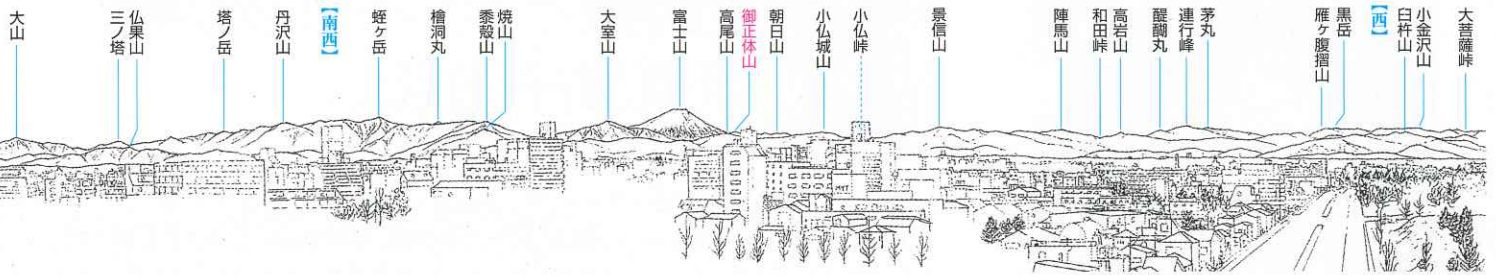 大山
三ノ塔
仏果山
塔ノ岳
丹沢山
【南西】
蛭ヶ岳
檜洞丸
黍殻山
焼山
大室山
富士山
高尾山
御正体山
朝日山
小仏城山
小仏峠
景信山
陣馬山
和田峠
高岩山
醍醐丸
連行峰
茅丸
雁ヶ腹摺山
黒岳
【西】
臼杵山
小金沢山
大菩薩峠